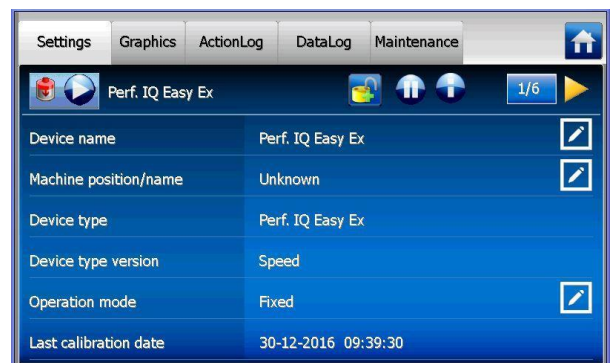 Settings Graphics ActionLog DataLog Maintenance
Perf. IQ Easy Ex 1/6
Device name Perf. IQ Easy Ex
Machine position/name Unknown
Device type Perf. IQ Easy Ex
Device type version Speed
Operation mode Fixed
Last calibration date 30-12-2016 09:39:30